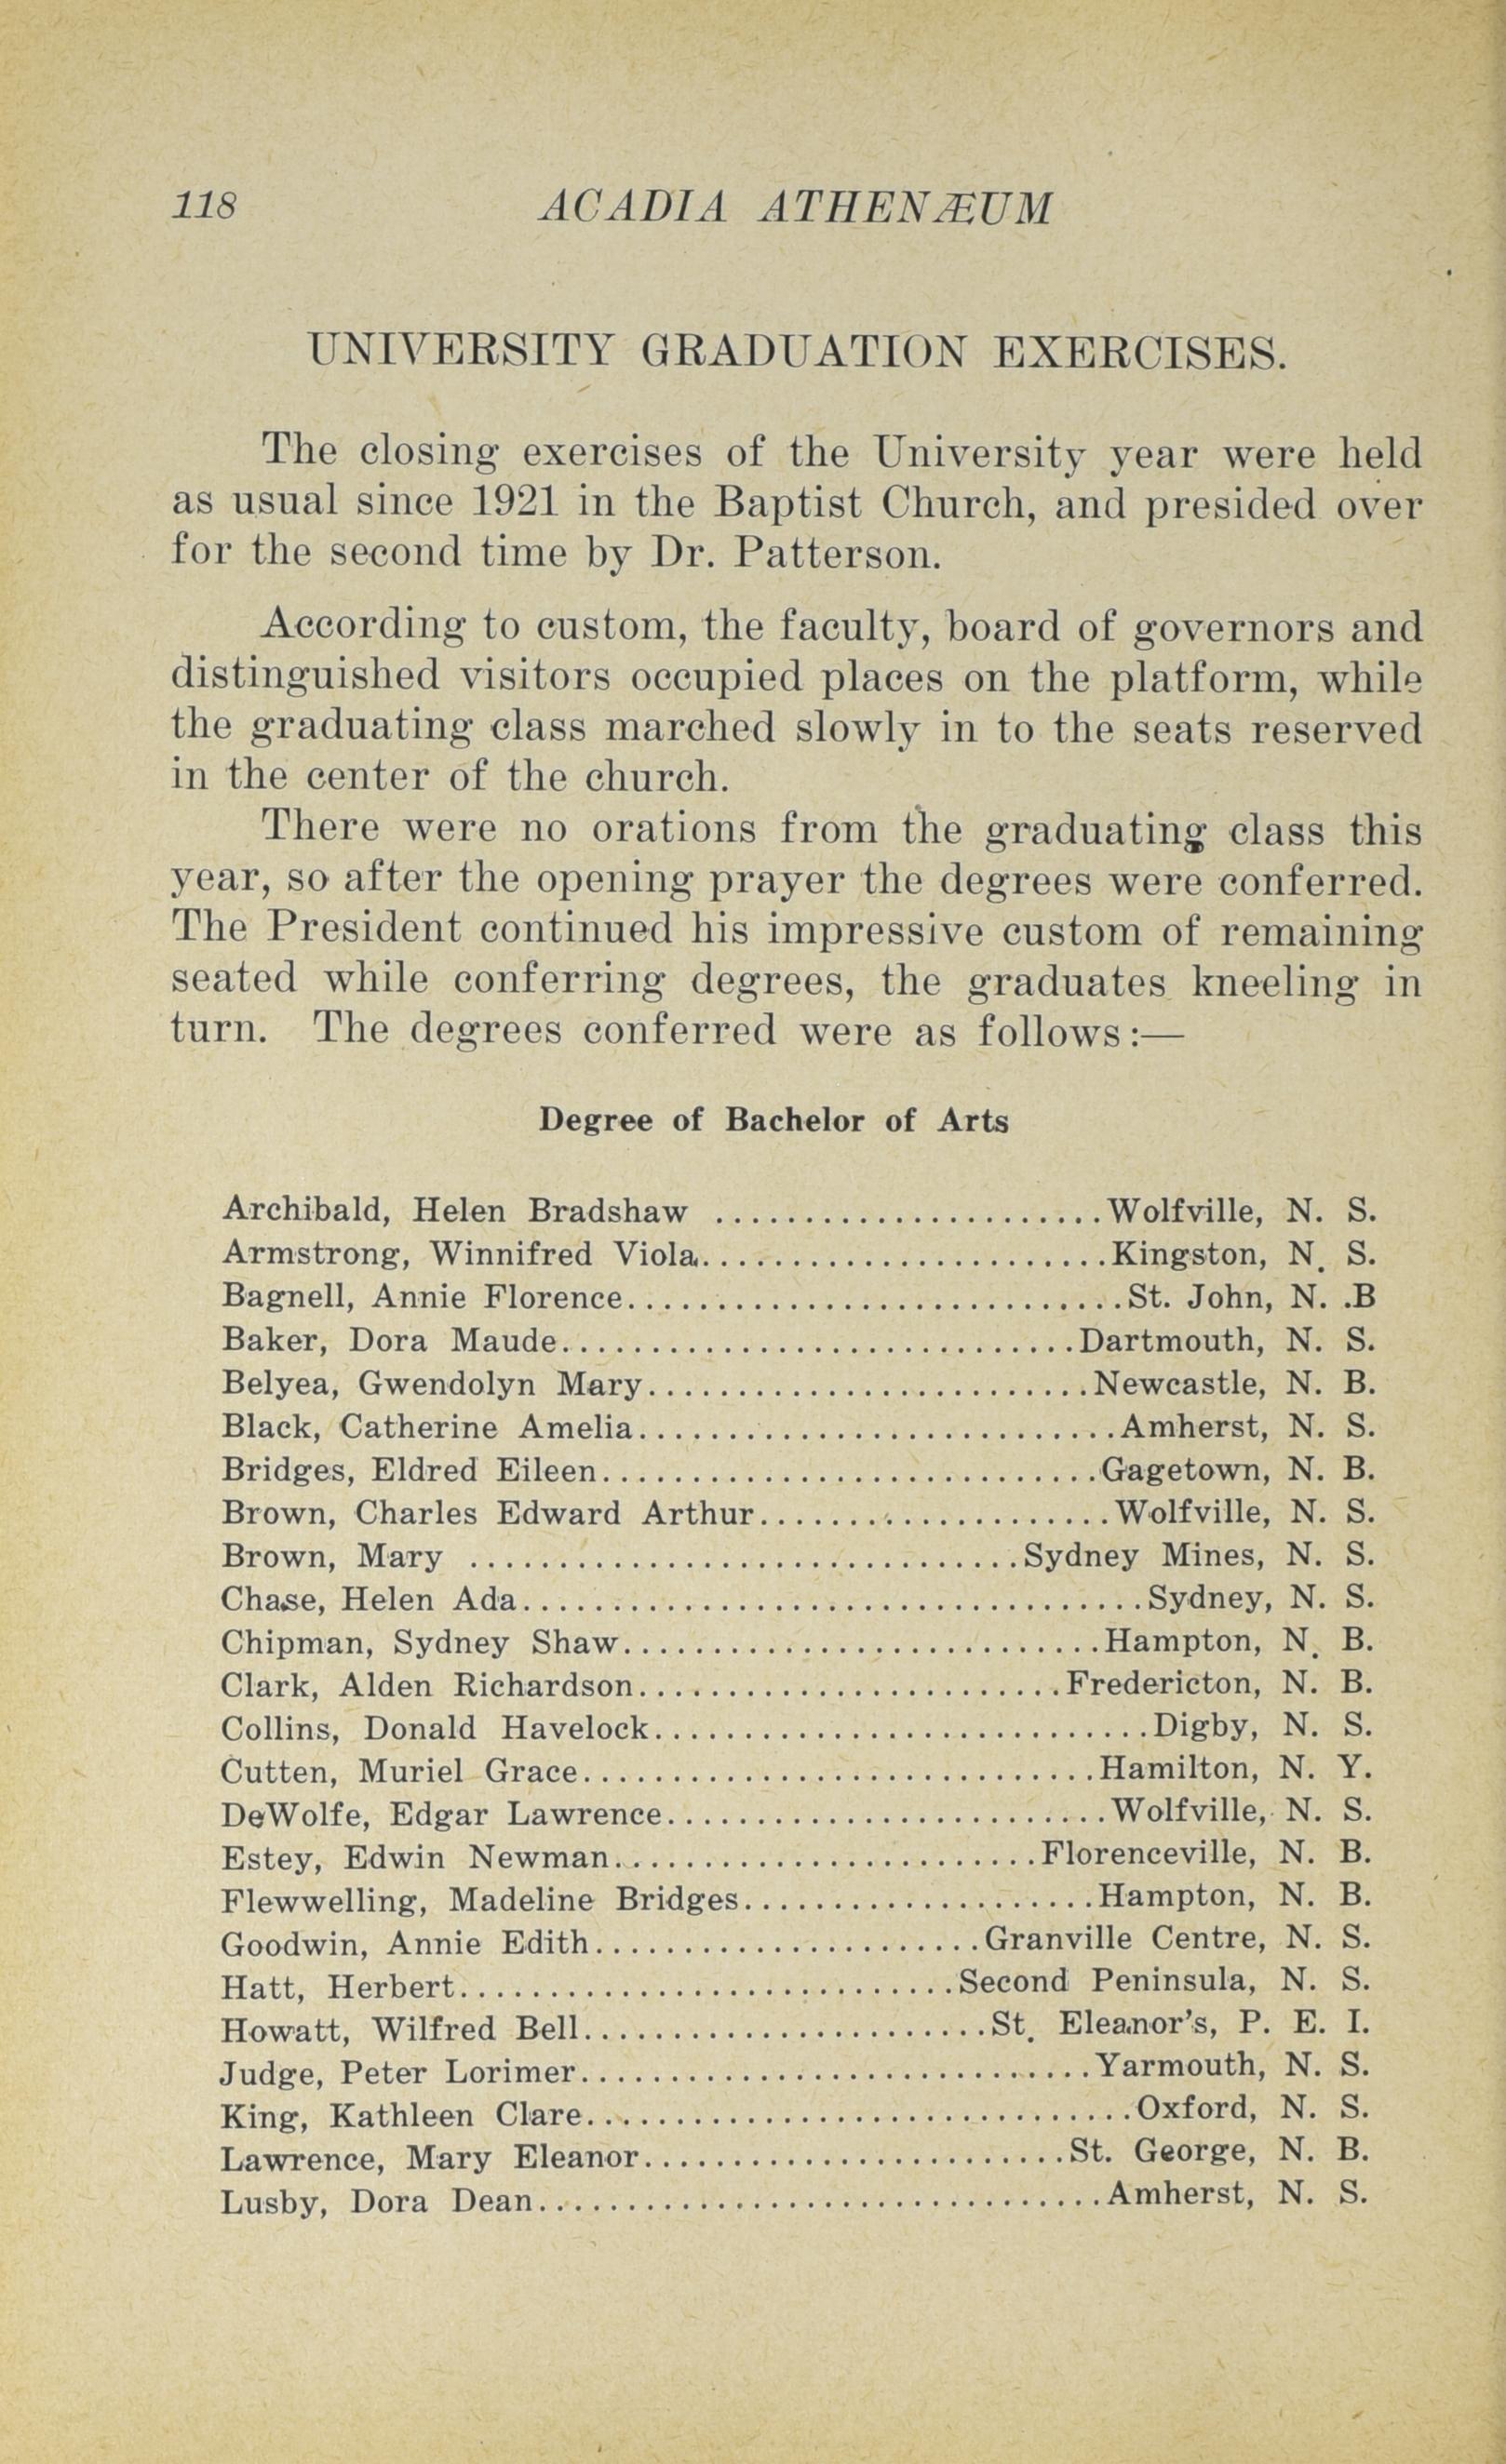 118 ACADIA ATHENÆUM
UNIVERSITY GRADUATION EXERCISES.
The closing exercises of the University year were held
as usual since 1921 in the Baptist Church, and presided over
for the second time by Dr. Patterson.
According to custom, the faculty, board of governors and
distinguished visitors occupied places on the platform, while
the graduating class marched slowly in to the seats reserved
in the center of the church.
There were no orations from the graduating class this
year, so after the opening prayer the degrees were conferred.
The President continued his impressive custom of remaining
seated while conferring degrees, the graduates kneeling in
turn. The degrees conferred were as follows:—
Degree of Bachelor of Arts
Archibald, Helen Bradshaw ........................Wolfville, N. S.
Armstrong, Winnifred Viola........................Kingston, N. S.
Bagnell, Annie Florence..............................St. John, N. .B
Baker, Dora Maude...............................Dartmouth, N. S.
Belyea, Gwendolyn Mary..........................Newcastle, N. B.
Black, Catherine Amelia.............................Amherst, N. S.
Bridges, Eldred Eileen..............................Gagetown, N. B.
Brown, Charles Edward Arthur.....................Wolfville, N. S.
Brown, Mary .................................Sydney Mines, N. S.
Chase, Helen Ada......................................Sydney, N. S.
Chipman, Sydney Shaw.............................Hampton, N. B.
Clark, Alden Richardson..........................Fredericton, N. B.
Collins, Donald Havelock..............................Digby, N. S.
Cutten, Muriel Grace...............................Hamilton, N. Y.
DeWolfe, Edgar Lawrence...........................Wolfville, N. S.
Estey, Edwin Newman..........................Florenceville, N. B.
Flewwelling, Madeline Bridges.....................Hampton, N. B.
Goodwin, Annie Edith.......................Granville Centre, N. S.
Hatt, Herbert..............................Second Peninsula, N. S.
Howatt, Wilfred Bell.........................St. Eleanor's, P. E. I.
Judge, Peter Lorimer...............................Yarmouth, N. S.
King, Kathleen Clare.................................Oxford, N. S.
Lawrence, Mary Eleanor..........................St. George, N. B.
Lusby, Dora Dean..................................Amherst, N. S.